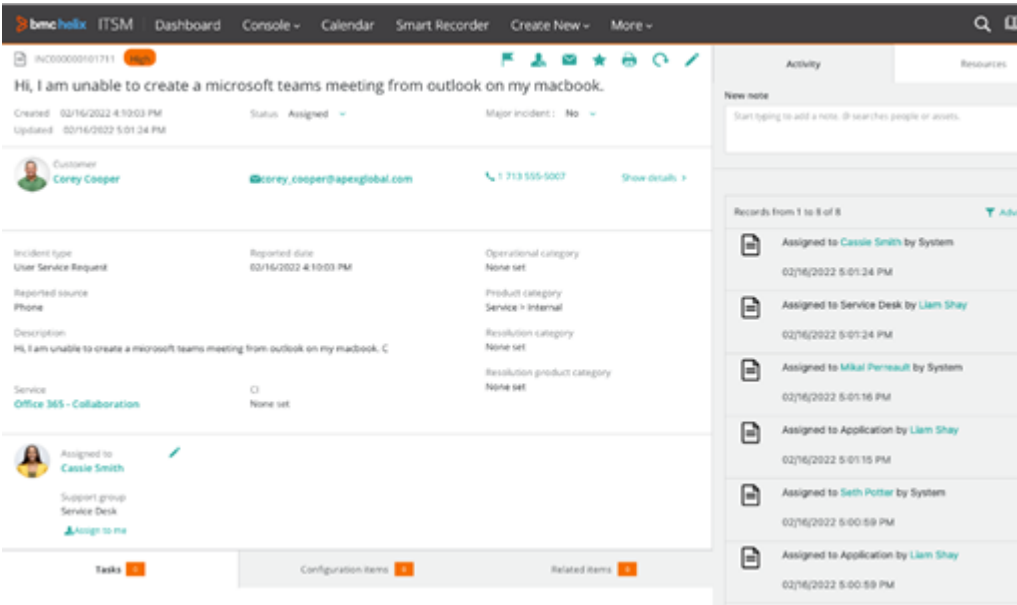 bmc helix ITSM Dashboard Console Calendar Smart Recorder Create New More
INC000000101711 High
Hi, I am unable to create a microsoft teams meeting from outlook on my macbook.
Created 02/16/2022 4:10:03 PM Status Assigned Major incident: No
Updated 02/16/2022 5:01:24 PM
Customer
Corey Cooper corey_cooper@apexglobal.com 1 713 555-5007 Show details >
Incident type Reported date Operational category
User Service Request 02/16/2022 4:10:03 PM None set
Reported source Product category
Phone Service > Internal
Description Resolution category
Hi, I am unable to create a microsoft teams meeting from outlook on my macbook. C None set
Resolution product category
Service CI None set
Office 365 - Collaboration None set
Assigned to
Cassie Smith
Support group
Service Desk
Assign to me
Tasks Configuration items Related items
Activity Resources
New note
Start typing to add a note. @ searches people or assets.
Records from 1 to 8 of 8 Adv
Assigned to Cassie Smith by System
02/16/2022 5:01:24 PM
Assigned to Service Desk by Liam Shay
02/16/2022 5:01:24 PM
Assigned to Mikal Perreault by System
02/16/2022 5:01:16 PM
Assigned to Application by Liam Shay
02/16/2022 5:01:15 PM
Assigned to Seth Potter by System
02/16/2022 5:00:59 PM
Assigned to Application by Liam Shay
02/16/2022 5:00:59 PM